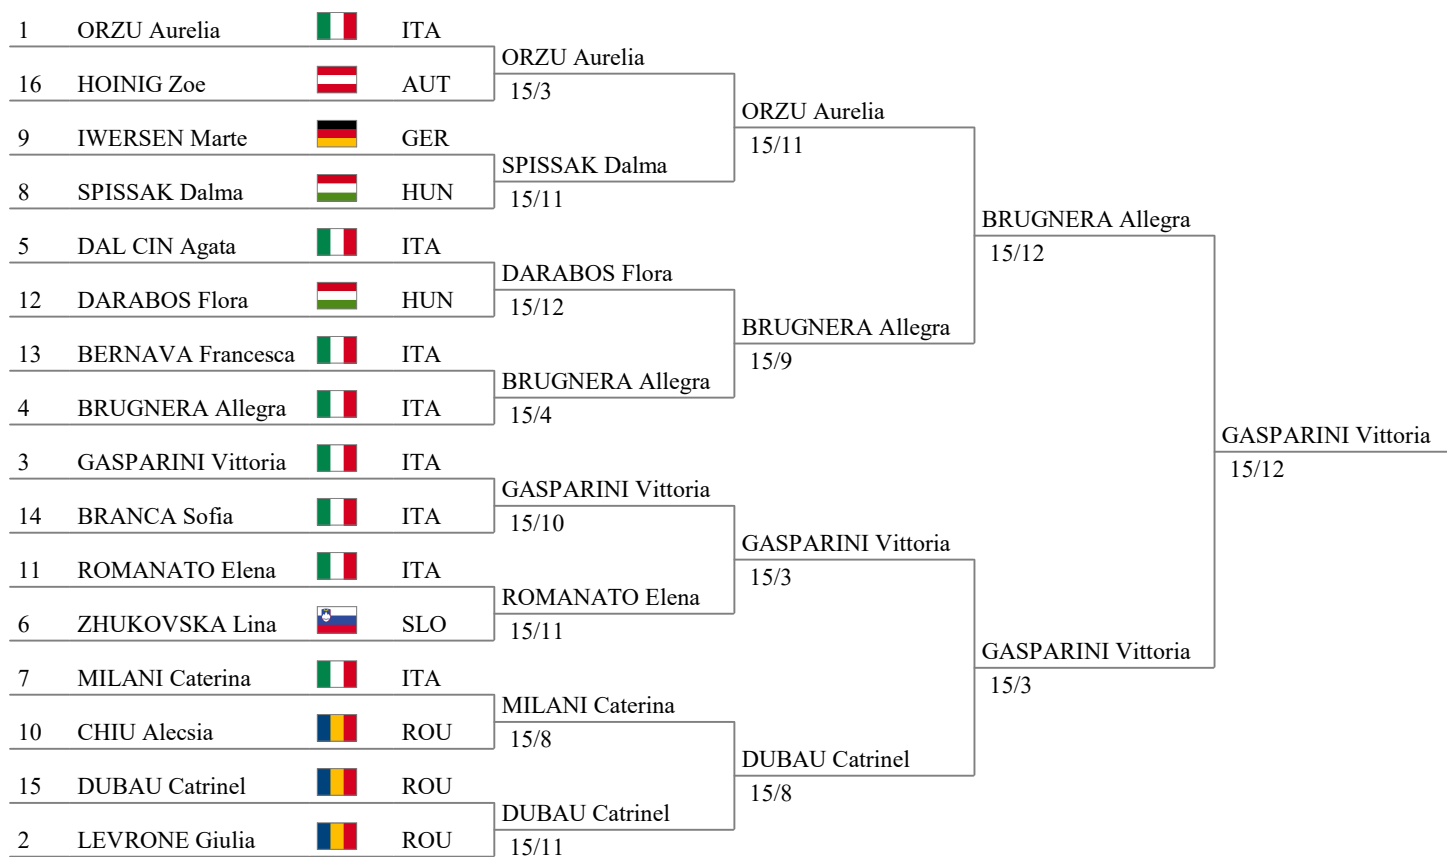 1 ORZU Aurelia ITA
ORZU Aurelia
16 HOINIG Zoe AUT 15/3
ORZU Aurelia
9 IWERSEN Marte GER 15/11
SPISSAK Dalma
8 SPISSAK Dalma HUN 15/11
BRUGNERA Allegra
5 DAL CIN Agata ITA 15/12
DARABOS Flora
12 DARABOS Flora HUN 15/12
BRUGNERA Allegra
13 BERNAVA Francesca ITA 15/9
BRUGNERA Allegra
4 BRUGNERA Allegra ITA 15/4
GASPARINI Vittoria
3 GASPARINI Vittoria ITA 15/12
GASPARINI Vittoria
14 BRANCA Sofia ITA 15/10
GASPARINI Vittoria
11 ROMANATO Elena ITA 15/3
ROMANATO Elena
6 ZHUKOVSKA Lina SLO 15/11
GASPARINI Vittoria
7 MILANI Caterina ITA 15/3
MILANI Caterina
10 CHIU Alecsia ROU 15/8
DUBAU Catrinel
15 DUBAU Catrinel ROU 15/8
DUBAU Catrinel
2 LEVRONE Giulia ROU 15/11